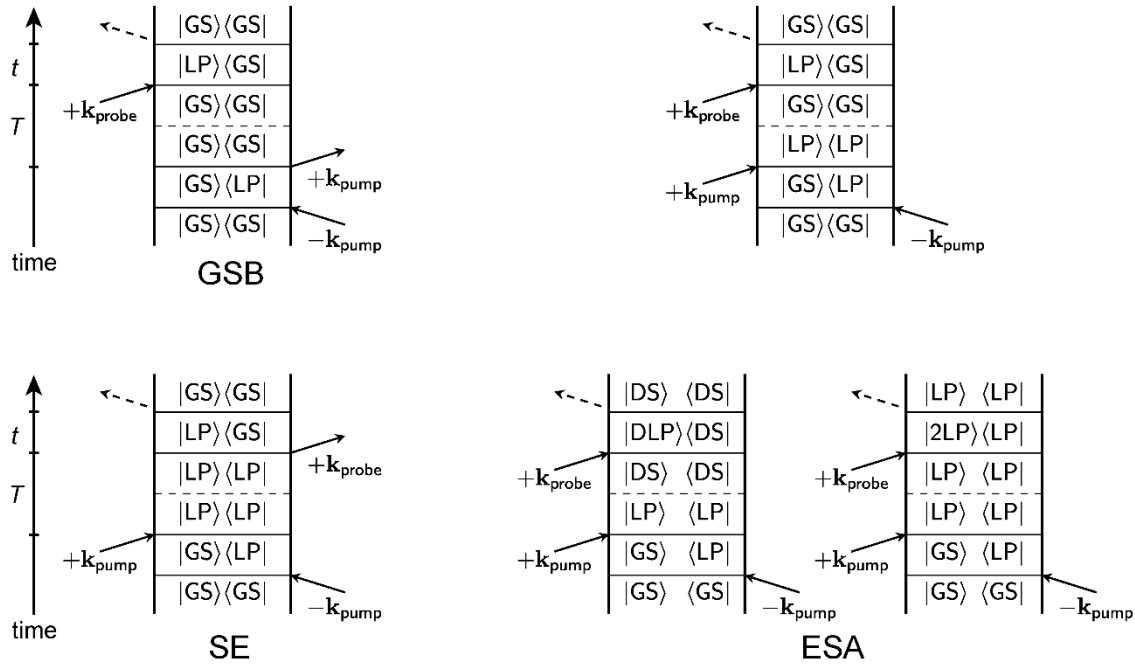 |GS⟩⟨GS|
|LP⟩⟨GS|
t
+k_probe
|GS⟩⟨GS|
T
|GS⟩⟨GS|
+k_pump
|GS⟩⟨LP|
−k_pump
|GS⟩⟨GS|
time
GSB
|GS⟩⟨GS|
|LP⟩⟨GS|
+k_probe
|GS⟩⟨GS|
|LP⟩⟨LP|
+k_pump
|GS⟩⟨LP|
−k_pump
|GS⟩⟨GS|
|GS⟩⟨GS|
t
|LP⟩⟨GS|
+k_probe
|LP⟩⟨LP|
T
|LP⟩⟨LP|
+k_pump
|GS⟩⟨LP|
−k_pump
|GS⟩⟨GS|
time
SE
|DS⟩ ⟨DS|
|DLP⟩⟨DS|
+k_probe
|DS⟩ ⟨DS|
|LP⟩ ⟨LP|
+k_pump
|GS⟩ ⟨LP|
−k_pump
|GS⟩ ⟨GS|
|LP⟩ ⟨LP|
|2LP⟩⟨LP|
+k_probe
|LP⟩ ⟨LP|
|LP⟩ ⟨LP|
+k_pump
|GS⟩ ⟨LP|
−k_pump
|GS⟩ ⟨GS|
ESA